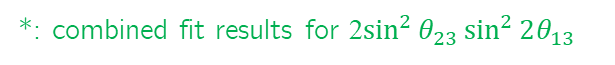 *: combined fit results for 2sin² θ₂₃ sin² 2θ₁₃